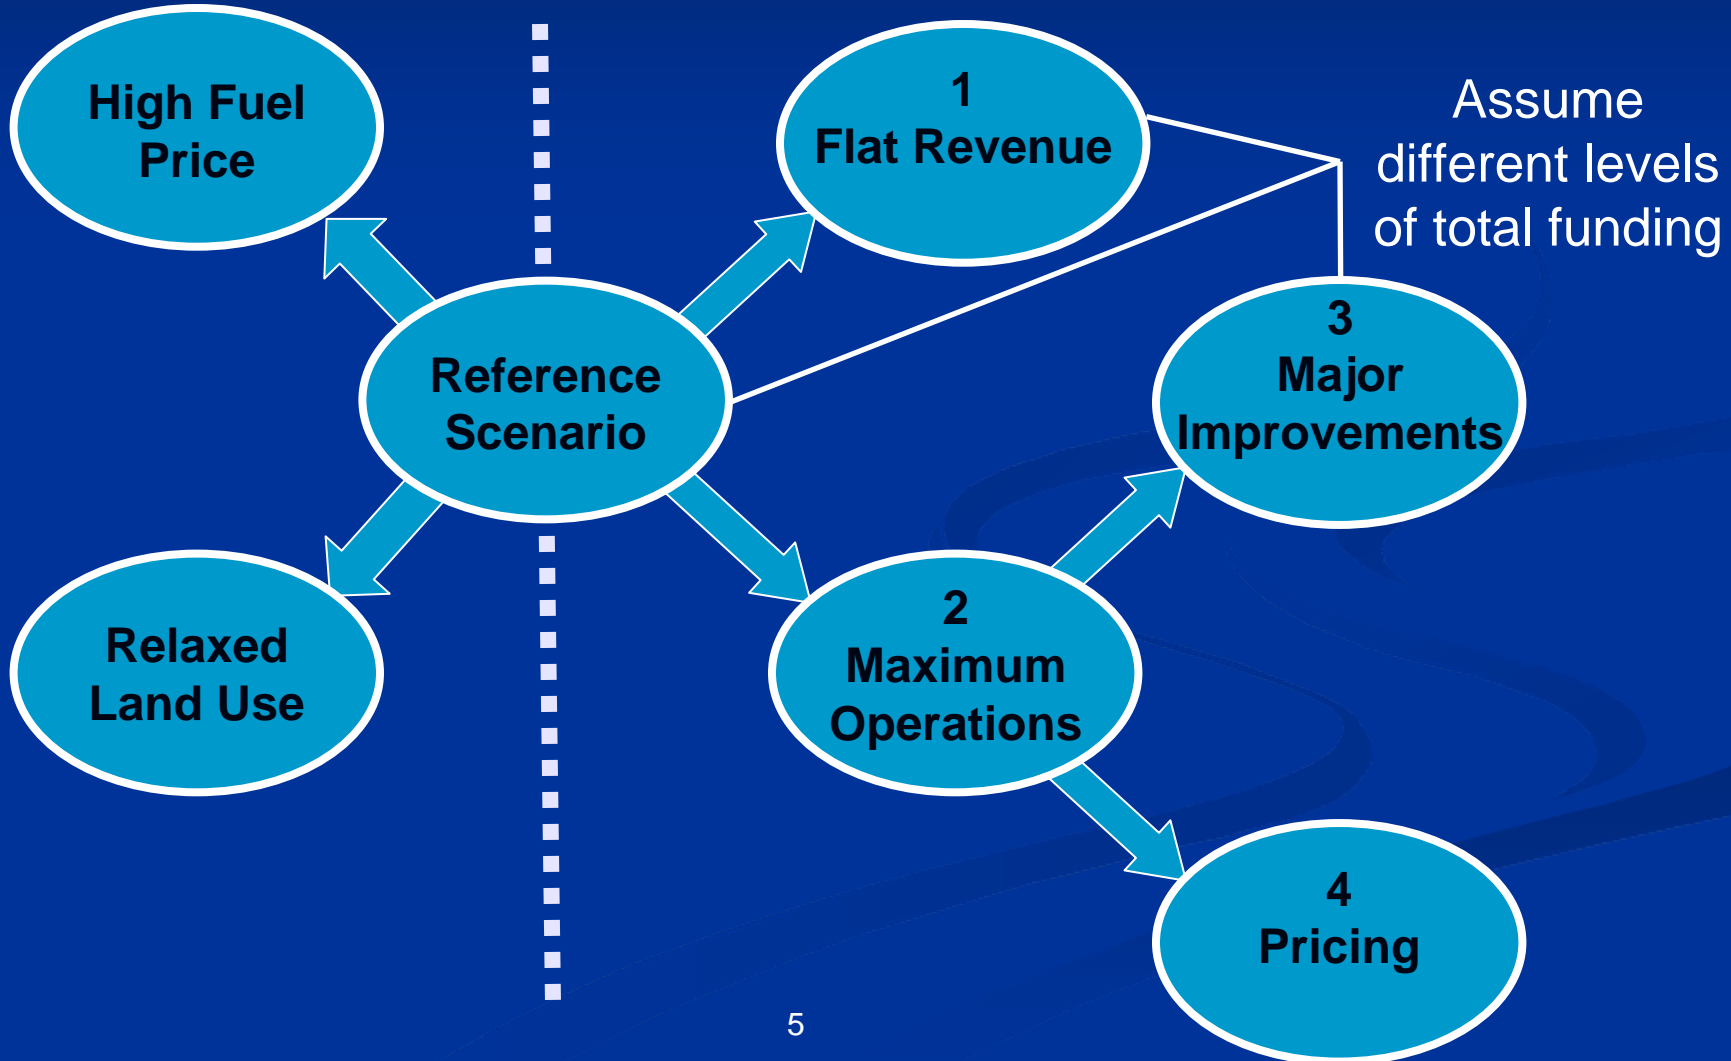 High Fuel
Price
1
Flat Revenue
Assume
different levels
of total funding
Reference
Scenario
3
Major
Improvements
Relaxed
Land Use
2
Maximum
Operations
4
Pricing
5